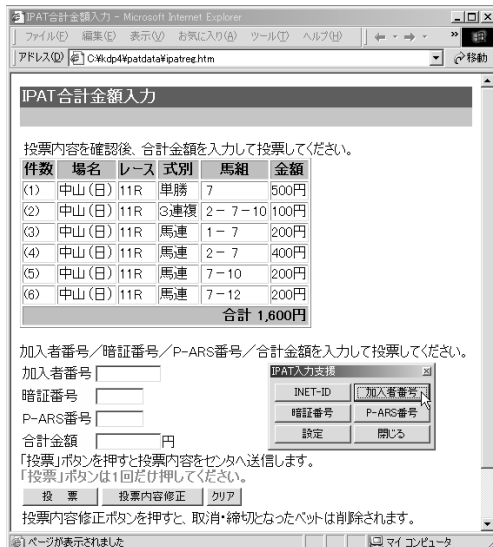 IPAT合計金額入力 - Microsoft Internet Explorer
ファイル(F) 編集(E) 表示(V) お気に入り(A) ツール(T) ヘルプ(H)
アドレス(D) C:¥kdp4¥patdata¥ipatreg.htm 移動
IPAT合計金額入力
投票内容を確認後、合計金額を入力して投票してください。
件数 場名 レース 式別 馬組 金額
(1) 中山(日) 11R 単勝 7 500円
(2) 中山(日) 11R 3連複 2－7－10 100円
(3) 中山(日) 11R 馬連 1－7 200円
(4) 中山(日) 11R 馬連 2－7 400円
(5) 中山(日) 11R 馬連 7－10 200円
(6) 中山(日) 11R 馬連 7－12 200円
合計 1,600円
加入者番号／暗証番号／P-ARS番号／合計金額を入力して投票してください。
加入者番号
暗証番号
P-ARS番号
合計金額 円
IPAT入力支援
INET-ID 加入者番号
暗証番号 P-ARS番号
設定 閉じる
「投票」ボタンを押すと投票内容をセンタへ送信します。
「投票」ボタンは1回だけ押してください。
投 票 投票内容修正 クリア
投票内容修正ボタンを押すと、取消・締切となったベットは削除されます。
ページが表示されました マイ コンピュータ